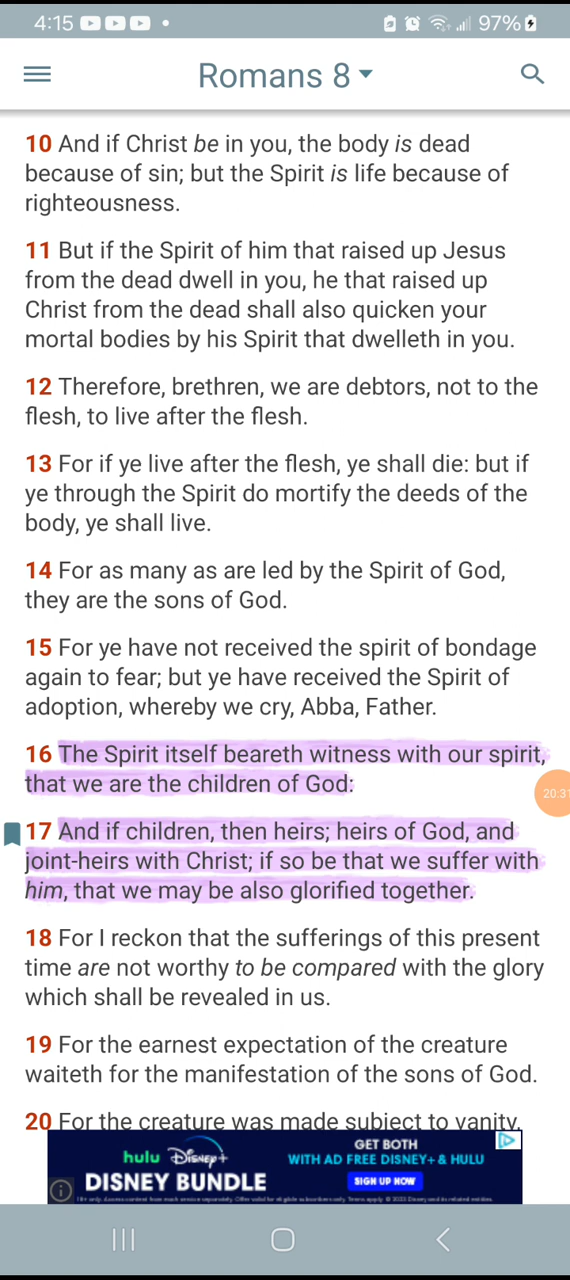 4:15
97%
Romans 8
10 And if Christ be in you, the body is dead
because of sin; but the Spirit is life because of
righteousness.
11 But if the Spirit of him that raised up Jesus
from the dead dwell in you, he that raised up
Christ from the dead shall also quicken your
mortal bodies by his Spirit that dwelleth in you.
12 Therefore, brethren, we are debtors, not to the
flesh, to live after the flesh.
13 For if ye live after the flesh, ye shall die: but if
ye through the Spirit do mortify the deeds of the
body, ye shall live.
14 For as many as are led by the Spirit of God,
they are the sons of God.
15 For ye have not received the spirit of bondage
again to fear; but ye have received the Spirit of
adoption, whereby we cry, Abba, Father.
16 The Spirit itself beareth witness with our spirit,
that we are the children of God:
20:31
17 And if children, then heirs; heirs of God, and
joint-heirs with Christ; if so be that we suffer with
him, that we may be also glorified together.
18 For I reckon that the sufferings of this present
time are not worthy to be compared with the glory
which shall be revealed in us.
19 For the earnest expectation of the creature
waiteth for the manifestation of the sons of God.
20 For the creature was made subject to vanity,
hulu Disney+
DISNEY BUNDLE
GET BOTH
WITH AD FREE DISNEY+ & HULU
SIGN UP NOW